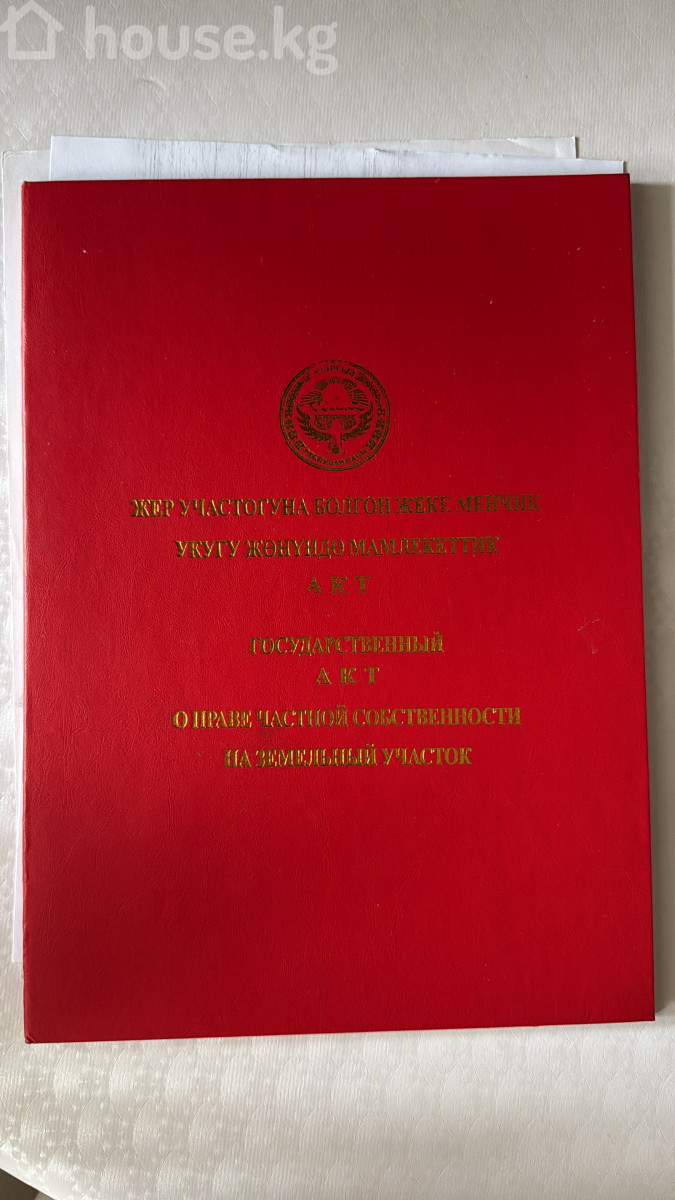 house.kg
ЖЕР УЧАСТОГУНА БОЛГОН ЖЕКЕ МЕНЧИК
УКУГУ ЖӨНҮНДӨ МАМЛЕКЕТТИК
АКТ
ГОСУДАРСТВЕННЫЙ
АКТ
О ПРАВЕ ЧАСТНОЙ СОБСТВЕННОСТИ
НА ЗЕМЕЛЬНЫЙ УЧАСТОК